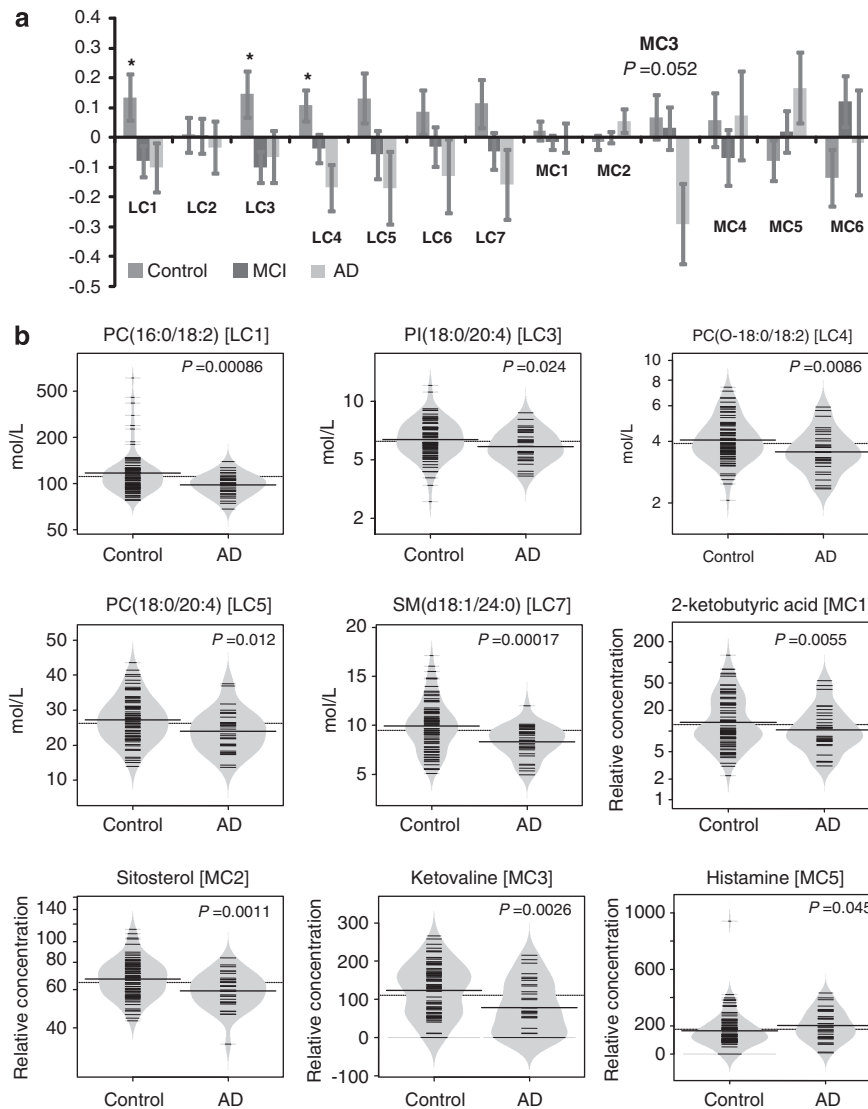 a
0.4
0.3
0.2
0.1
0
-0.1
-0.2
-0.3
-0.4
-0.5
*
*
*
MC3
P =0.052
LC1
LC2
LC3
LC4
LC5
LC6
LC7
MC1
MC2
MC4
MC5
MC6
Control
MCI
AD
b
PC(16:0/18:2) [LC1]
P =0.00086
mol/L
500
200
100
50
Control
AD
PI(18:0/20:4) [LC3]
P =0.024
mol/L
10
5
2
Control
AD
PC(O-18:0/18:2) [LC4]
P =0.0086
mol/L
10
8
6
4
2
Control
AD
PC(18:0/20:4) [LC5]
P =0.012
mol/L
50
40
30
20
10
Control
AD
SM(d18:1/24:0) [LC7]
P =0.00017
mol/L
20
15
10
5
Control
AD
2-ketobutyric acid [MC1
P =0.0055
Relative concentration
200
50
20
10
5
2
1
Control
AD
Sitosterol [MC2]
P =0.0011
Relative concentration
140
100
80
60
40
Control
AD
Ketovaline [MC3]
P =0.0026
Relative concentration
300
200
100
0
-100
Control
AD
Histamine [MC5]
P =0.045
Relative concentration
1000
600
200
0
Control
AD